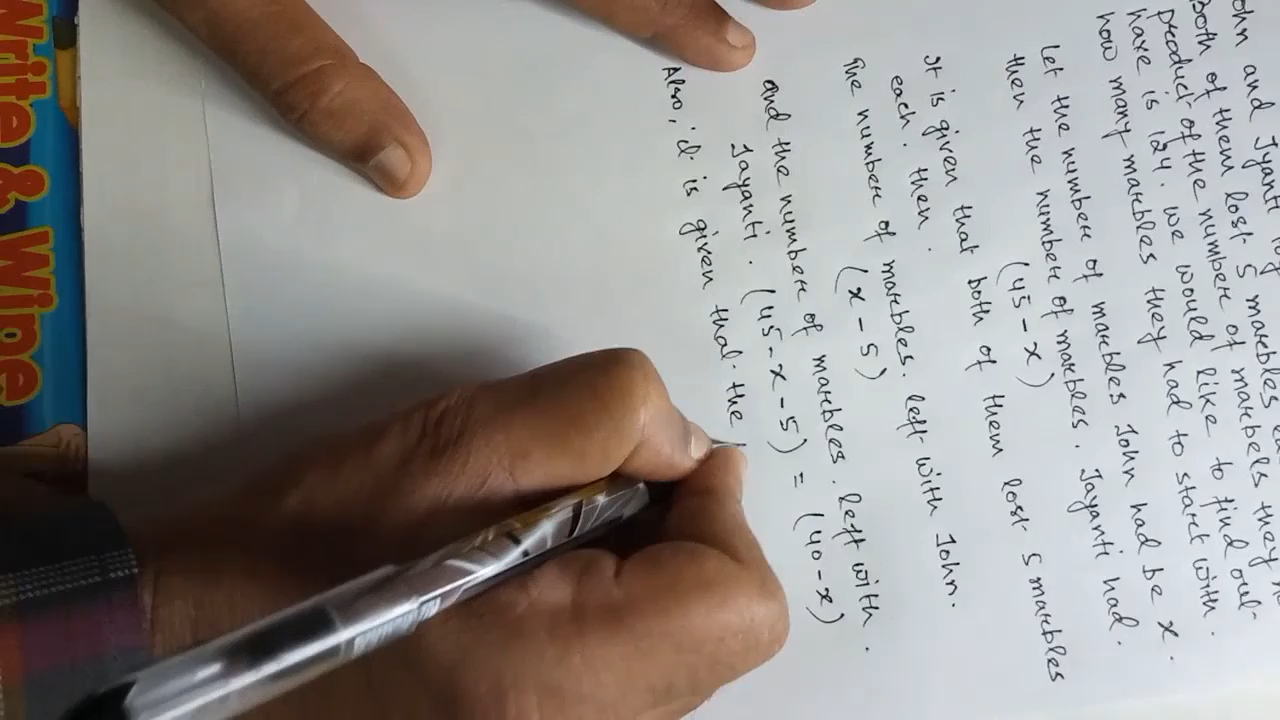 John and Jyanti
Both of them lost 5 marbles
product of the number of marbels they
have is 124. We would like to find out
how many marbles they had to start with.
Let the number of marbles John had be x.
then the number of marbles. Jayanti had.
(45-x)
It is given that both of them lost 5 marbles
each. then.
The number of marbles. left with John.
(x-5)
and the number of marbles. left with.
Jayanti. (45-x-5) = (40-x)
Also, it is given that the
Write & Wipe